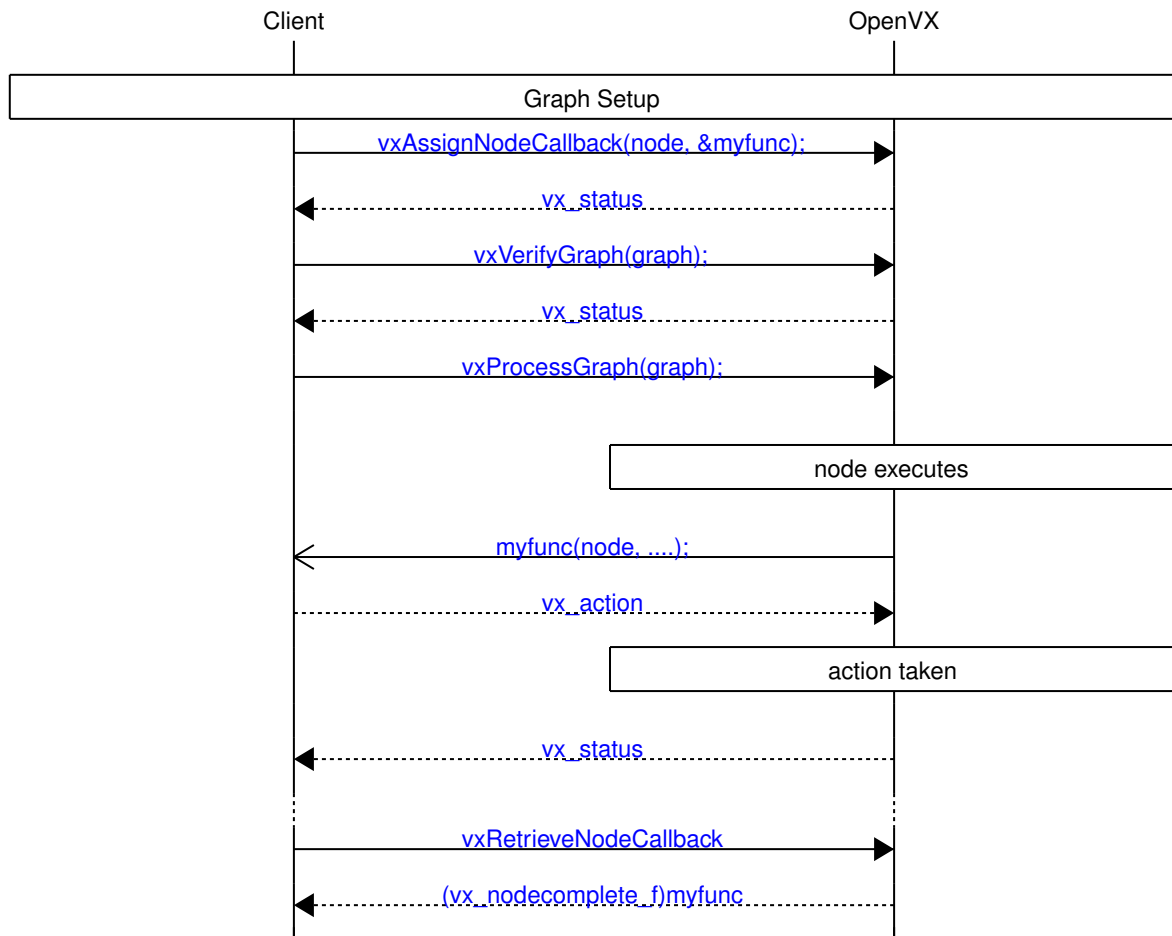 Client
OpenVX
Graph Setup
vxAssignNodeCallback(node, &myfunc);
vx_status
vxVerifyGraph(graph);
vx_status
vxProcessGraph(graph);
node executes
myfunc(node, ....);
vx_action
action taken
vx_status
vxRetrieveNodeCallback
(vx_nodecomplete_f)myfunc